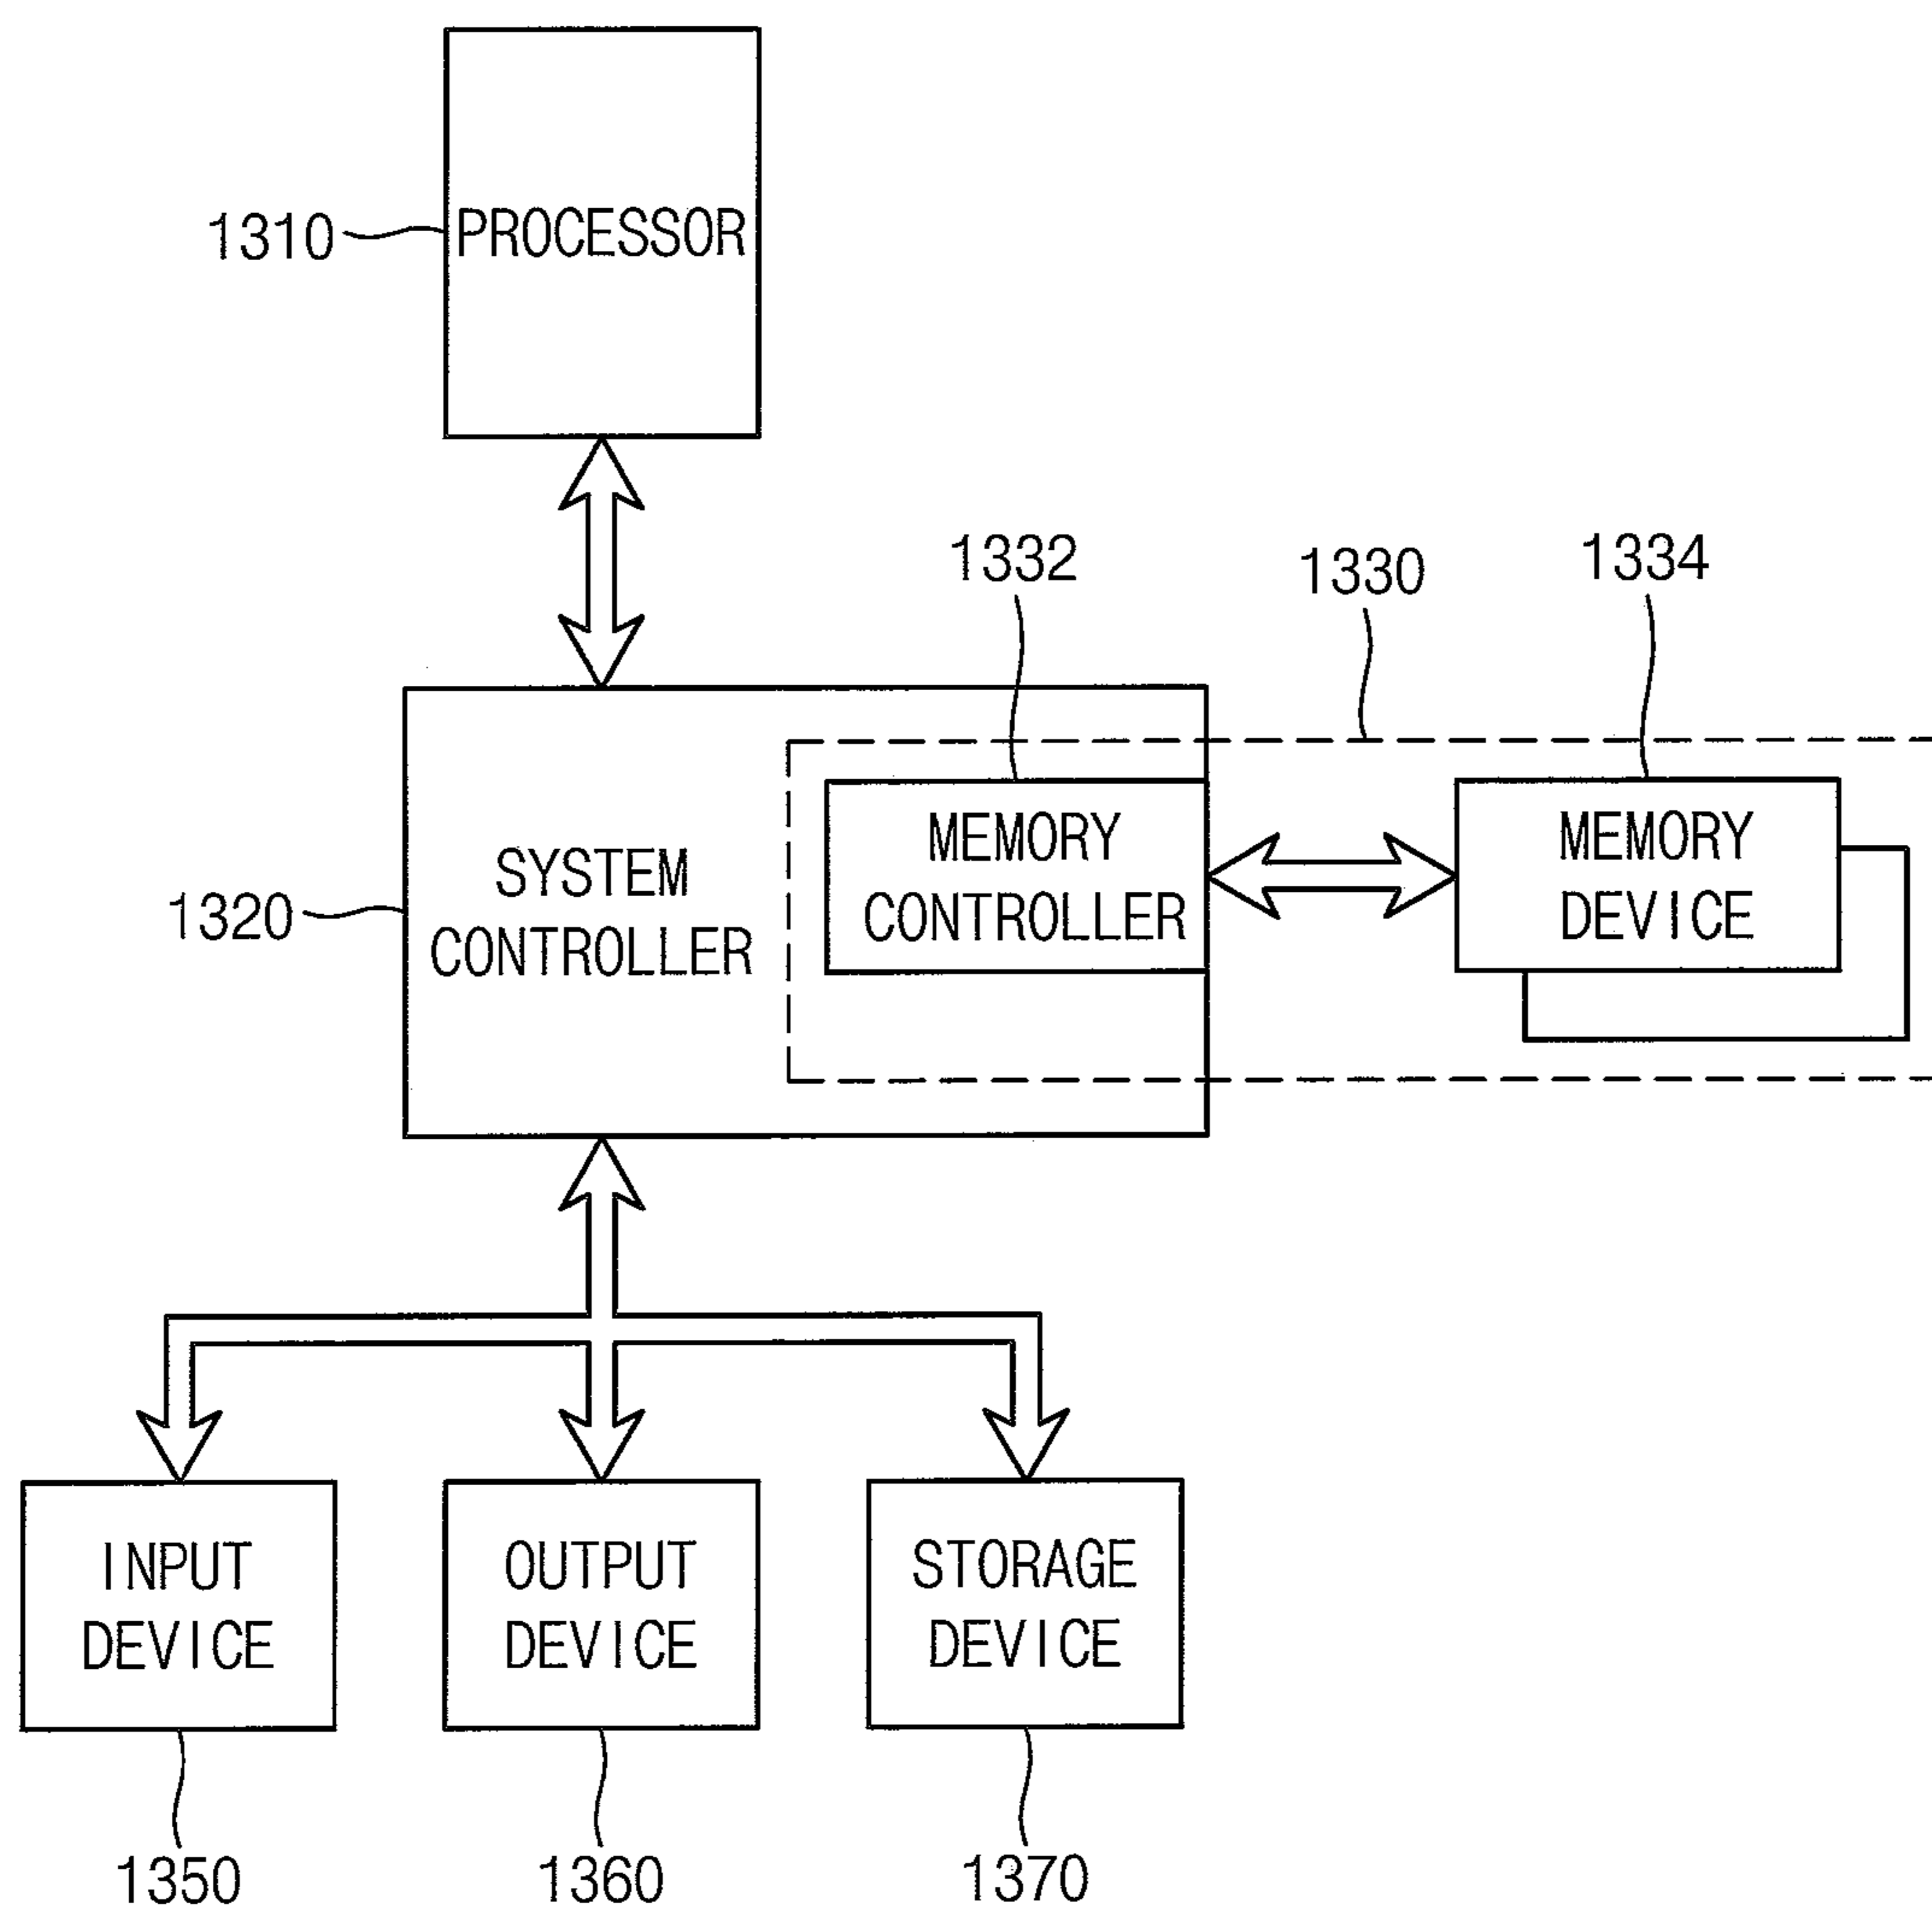 1310
PROCESSOR
1332
1330
1334
1320
SYSTEM
CONTROLLER
MEMORY
CONTROLLER
MEMORY
DEVICE
INPUT
DEVICE
OUTPUT
DEVICE
STORAGE
DEVICE
1350
1360
1370